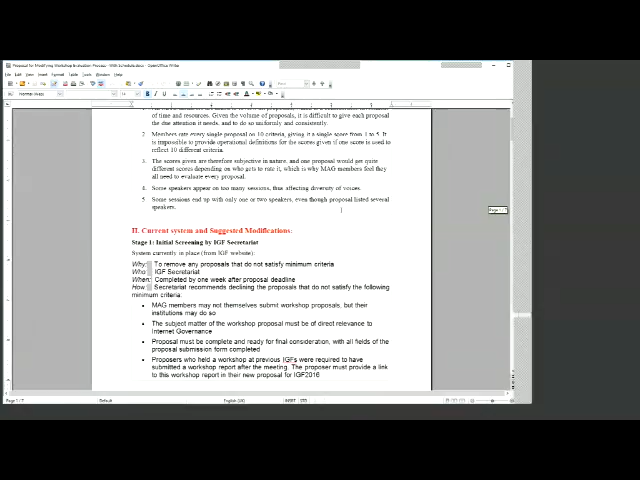 Proposal for Modifying Workshop Evaluation Process - With Schedule.docx - OpenOffice Writer
File Edit View Insert Format Table Tools Window Help
of time and resources. Given the volume of proposals, it is difficult to give each proposal
the due attention it needs, and to do so uniformly and consistently.
2 Members rate every single proposal on 10 criteria, giving it a single score from 1 to 5. It
is impossible to provide operational definitions for the scores given if one score is used to
reflect 10 different criteria.
3 The scores given are therefore subjective in nature, and one proposal would get quite
different scores depending on who gets to rate it, which is why MAG members feel they
all need to evaluate every proposal.
4 Some speakers appear on too many sessions, thus affecting diversity of voices.
5 Some sessions end up with only one or two speakers, even though proposal listed several
speakers.
Page 1 / 7
II. Current system and Suggested Modifications:
Stage 1: Initial Screening by IGF Secretariat
System currently in place (from IGF website):
Why: To remove any proposals that do not satisfy minimum criteria
Who: IGF Secretariat
When: Completed by one week after proposal deadline
How: Secretariat recommends declining the proposals that do not satisfy the following
minimum criteria:
• MAG members may not themselves submit workshop proposals, but their
institutions may do so
• The subject matter of the workshop proposal must be of direct relevance to
Internet Governance
• Proposal must be complete and ready for final consideration, with all fields of the
proposal submission form completed
• Proposers who held a workshop at previous IGFs were required to have
submitted a workshop report after the meeting. The proposer must provide a link
to this workshop report in their new proposal for IGF2016
Page 1 / 7 Default English (US) INSRT STD